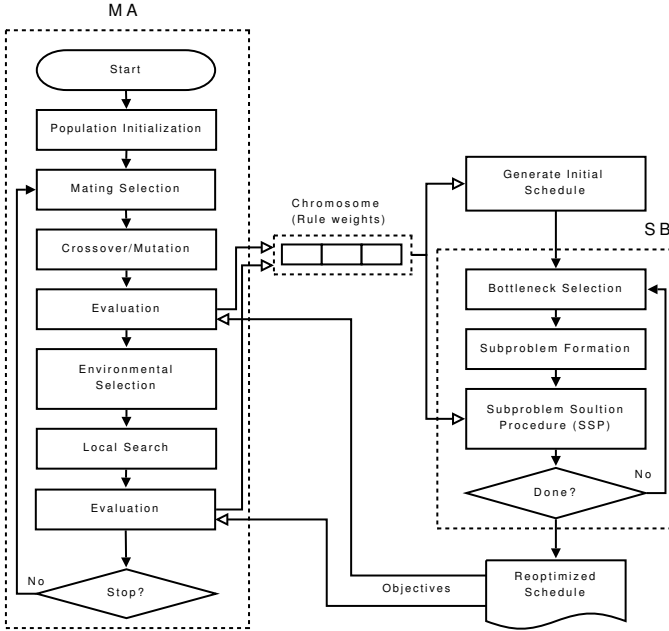 MA
Start
Population Initialization
Mating Selection
Crossover/Mutation
Evaluation
Environmental
Selection
Local Search
Evaluation
No
Stop?
Chromosome
(Rule weights)
Generate Initial
Schedule
SB
Bottleneck Selection
Subproblem Formation
Subproblem Soultion
Procedure (SSP)
No
Done?
Objectives
Reoptimized
Schedule